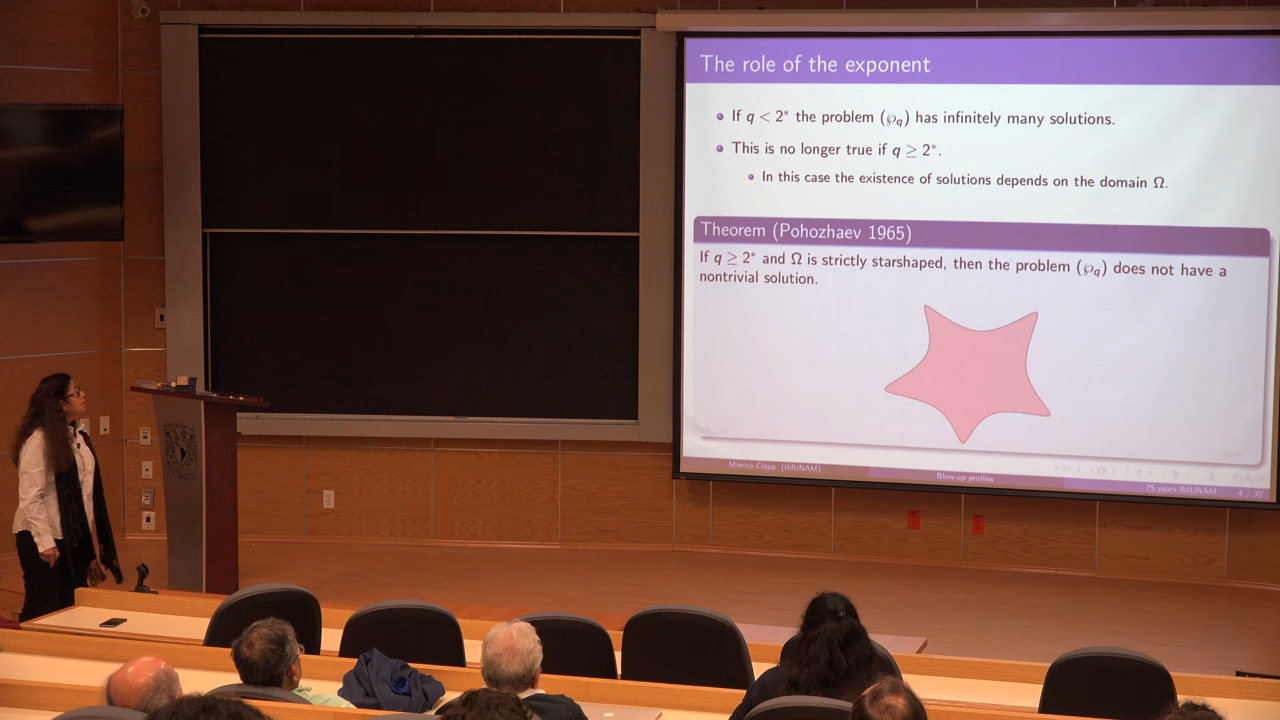 The role of the exponent
If q < 2* the problem (℘q) has infinitely many solutions.
This is no longer true if q ≥ 2*.
In this case the existence of solutions depends on the domain Ω.
Theorem (Pohozhaev 1965)
If q ≥ 2* and Ω is strictly starshaped, then the problem (℘q) does not have a
nontrivial solution.
Mónica Clapp (IMUNAM)
Blow-up profiles
75 years IMUNAM
4 / 30